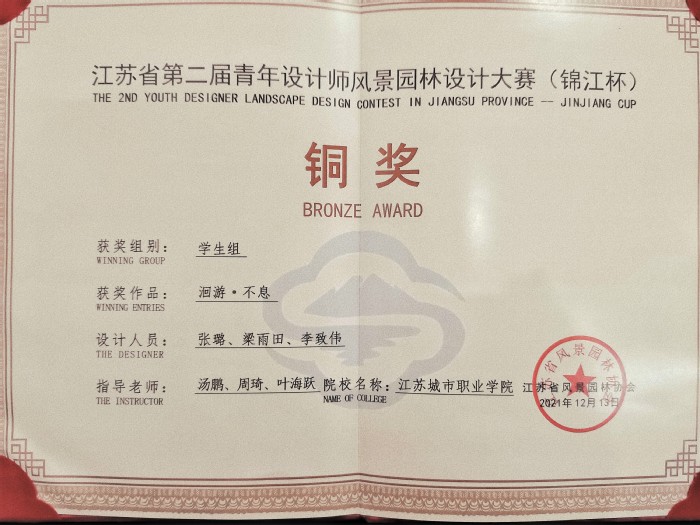 江苏省第二届青年设计师风景园林设计大赛（锦江杯）
THE 2ND YOUTH DESIGNER LANDSCAPE DESIGN CONTEST IN JIANGSU PROVINCE -- JINJIANG CUP
铜奖
BRONZE AWARD
获奖组别： 学生组
WINNING GROUP
获奖作品： 洄游·不息
WINNING ENTRIES
设计人员： 张璐、梁雨田、李致伟
THE DESIGNER
指导老师： 汤鹏、周琦、叶海跃 院校名称：江苏城市职业学院 江苏省风景园林协会
THE INSTRUCTOR NAME OF COLLEGE 2021年12月13日